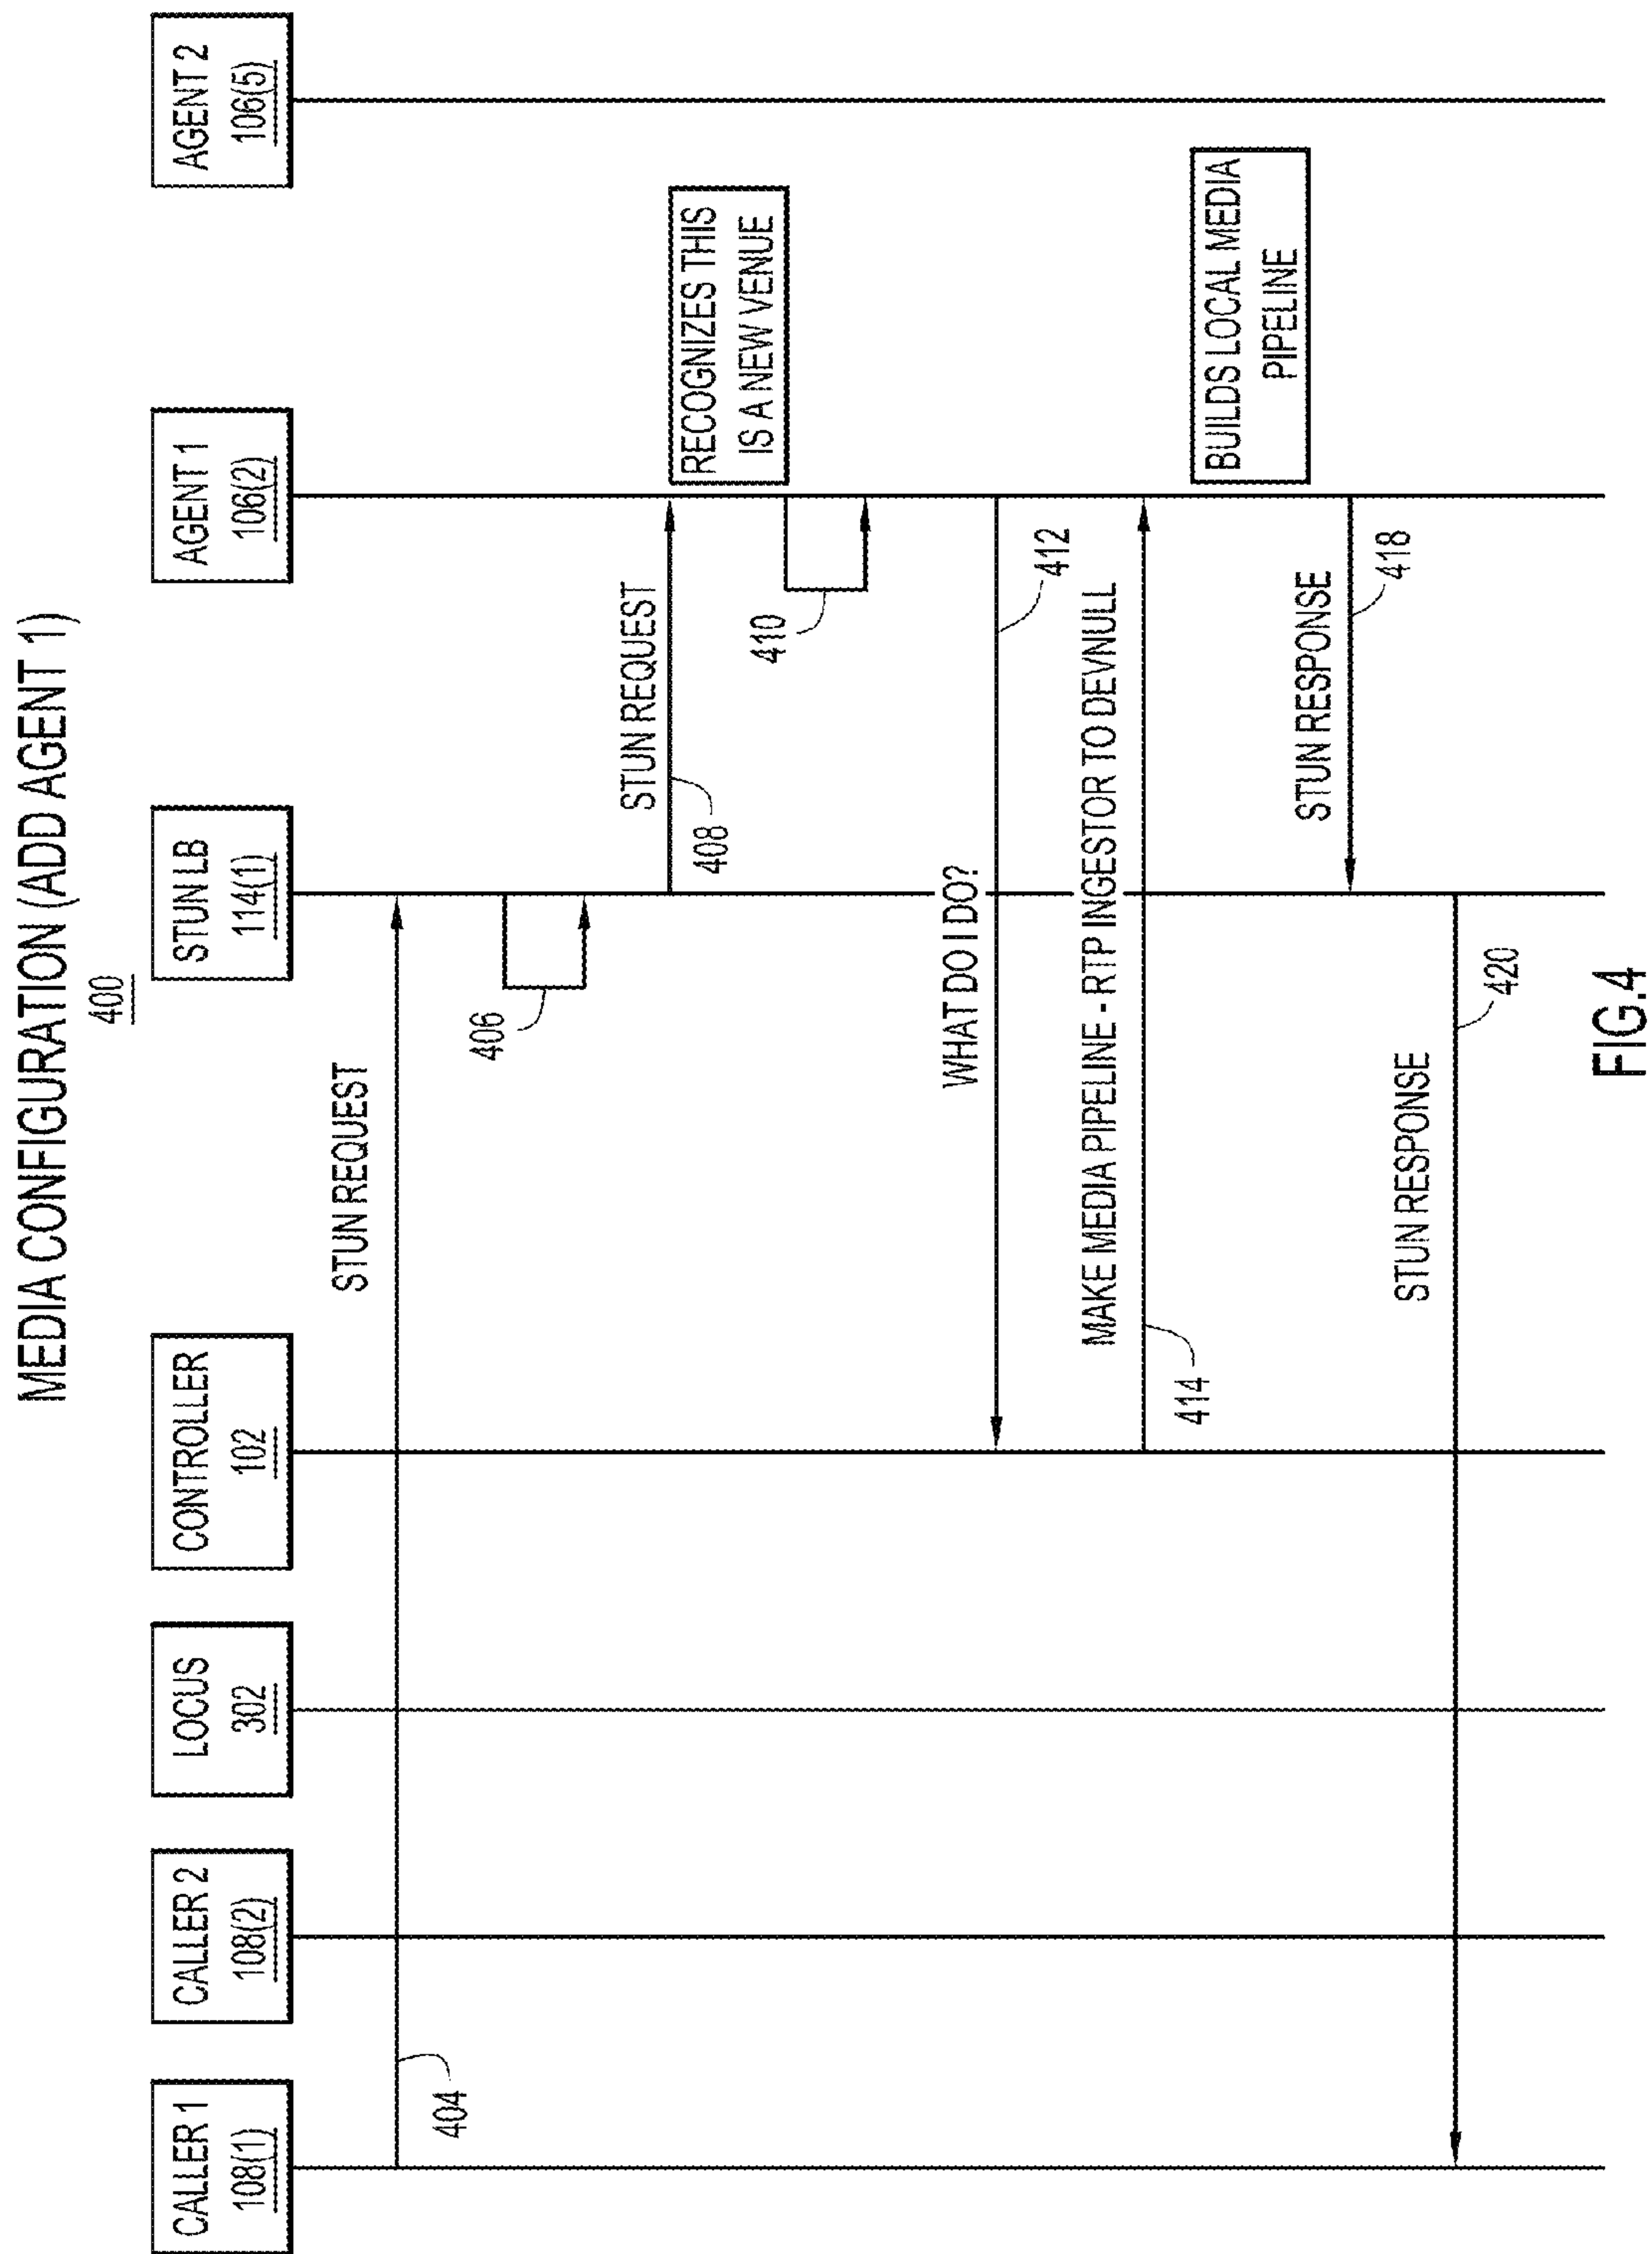 MEDIA CONFIGURATION (ADD AGENT 1)
400
CALLER 1
108(1)
CALLER 2
108(2)
LOCUS
302
CONTROLLER
102
STUN LB
114(1)
AGENT 1
106(2)
AGENT 2
106(5)
STUN REQUEST
404
406
STUN REQUEST
408
RECOGNIZES THIS
IS A NEW VENUE
410
WHAT DO I DO?
412
MAKE MEDIA PIPELINE - RTP INGESTOR TO DEVNULL
414
BUILDS LOCAL MEDIA
PIPELINE
STUN RESPONSE
418
STUN RESPONSE
420
FIG.4